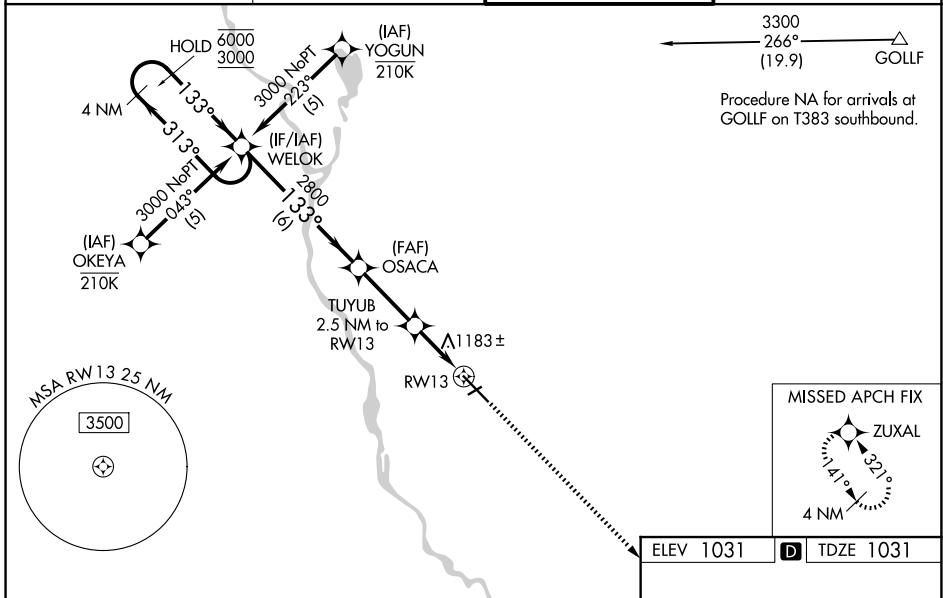 HOLD 6000
3000
4 NM
133°
313°
(IAF)
YOGUN
210K
3000 NoPT
223°
(5)
(IF/IAF)
WELOK
3000 NoPT
043°
(5)
(IAF)
OKEYA
210K
2800
133°
(6)
(FAF)
OSACA
TUYUB
2.5 NM to
RW13
1183 ±
RW13
3300
266°
(19.9)
GOLLF
Procedure NA for arrivals at
GOLLF on T383 southbound.
MSA RW13 25 NM
3500
MISSED APCH FIX
ZUXAL
141°
321°
4 NM
ELEV 1031 D TDZE 1031